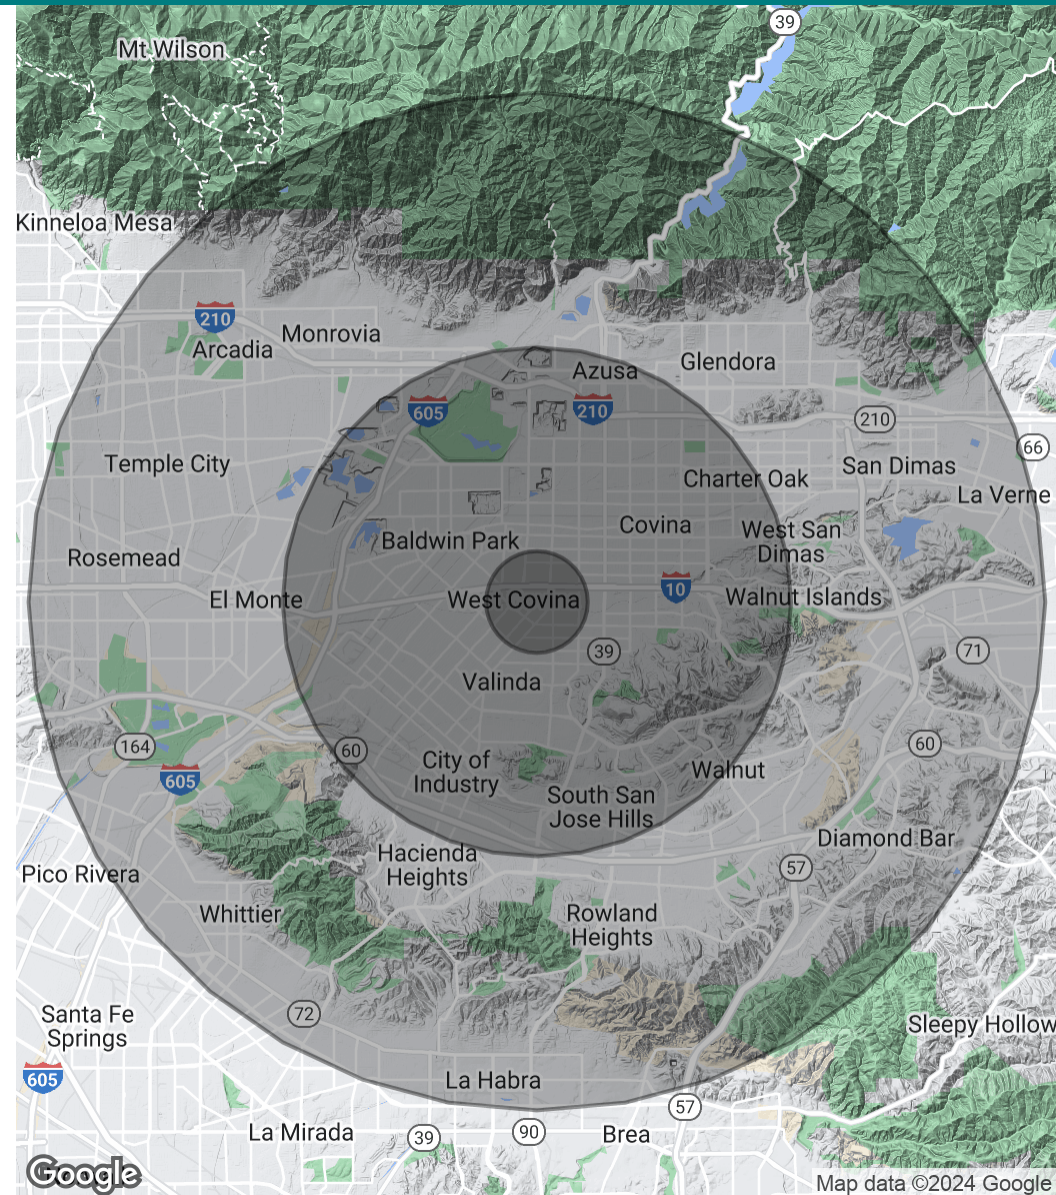 39
Mt Wilson
Kinneloa Mesa
210
Monrovia
Arcadia
Glendora
Azusa
605
210
210
66
Temple City
San Dimas
Charter Oak
La Verne
Covina
West San
Dimas
Baldwin Park
Rosemead
10
El Monte
West Covina
Walnut Islands
39
71
Valinda
164
60
60
605
City of
Industry
Walnut
South San
Jose Hills
Diamond Bar
Hacienda
Heights
57
Pico Rivera
Whittier
Rowland
Heights
72
Santa Fe
Springs
Sleepy Hollow
605
La Habra
57
La Mirada
39
90
Brea
Google
Map data ©2024 Google